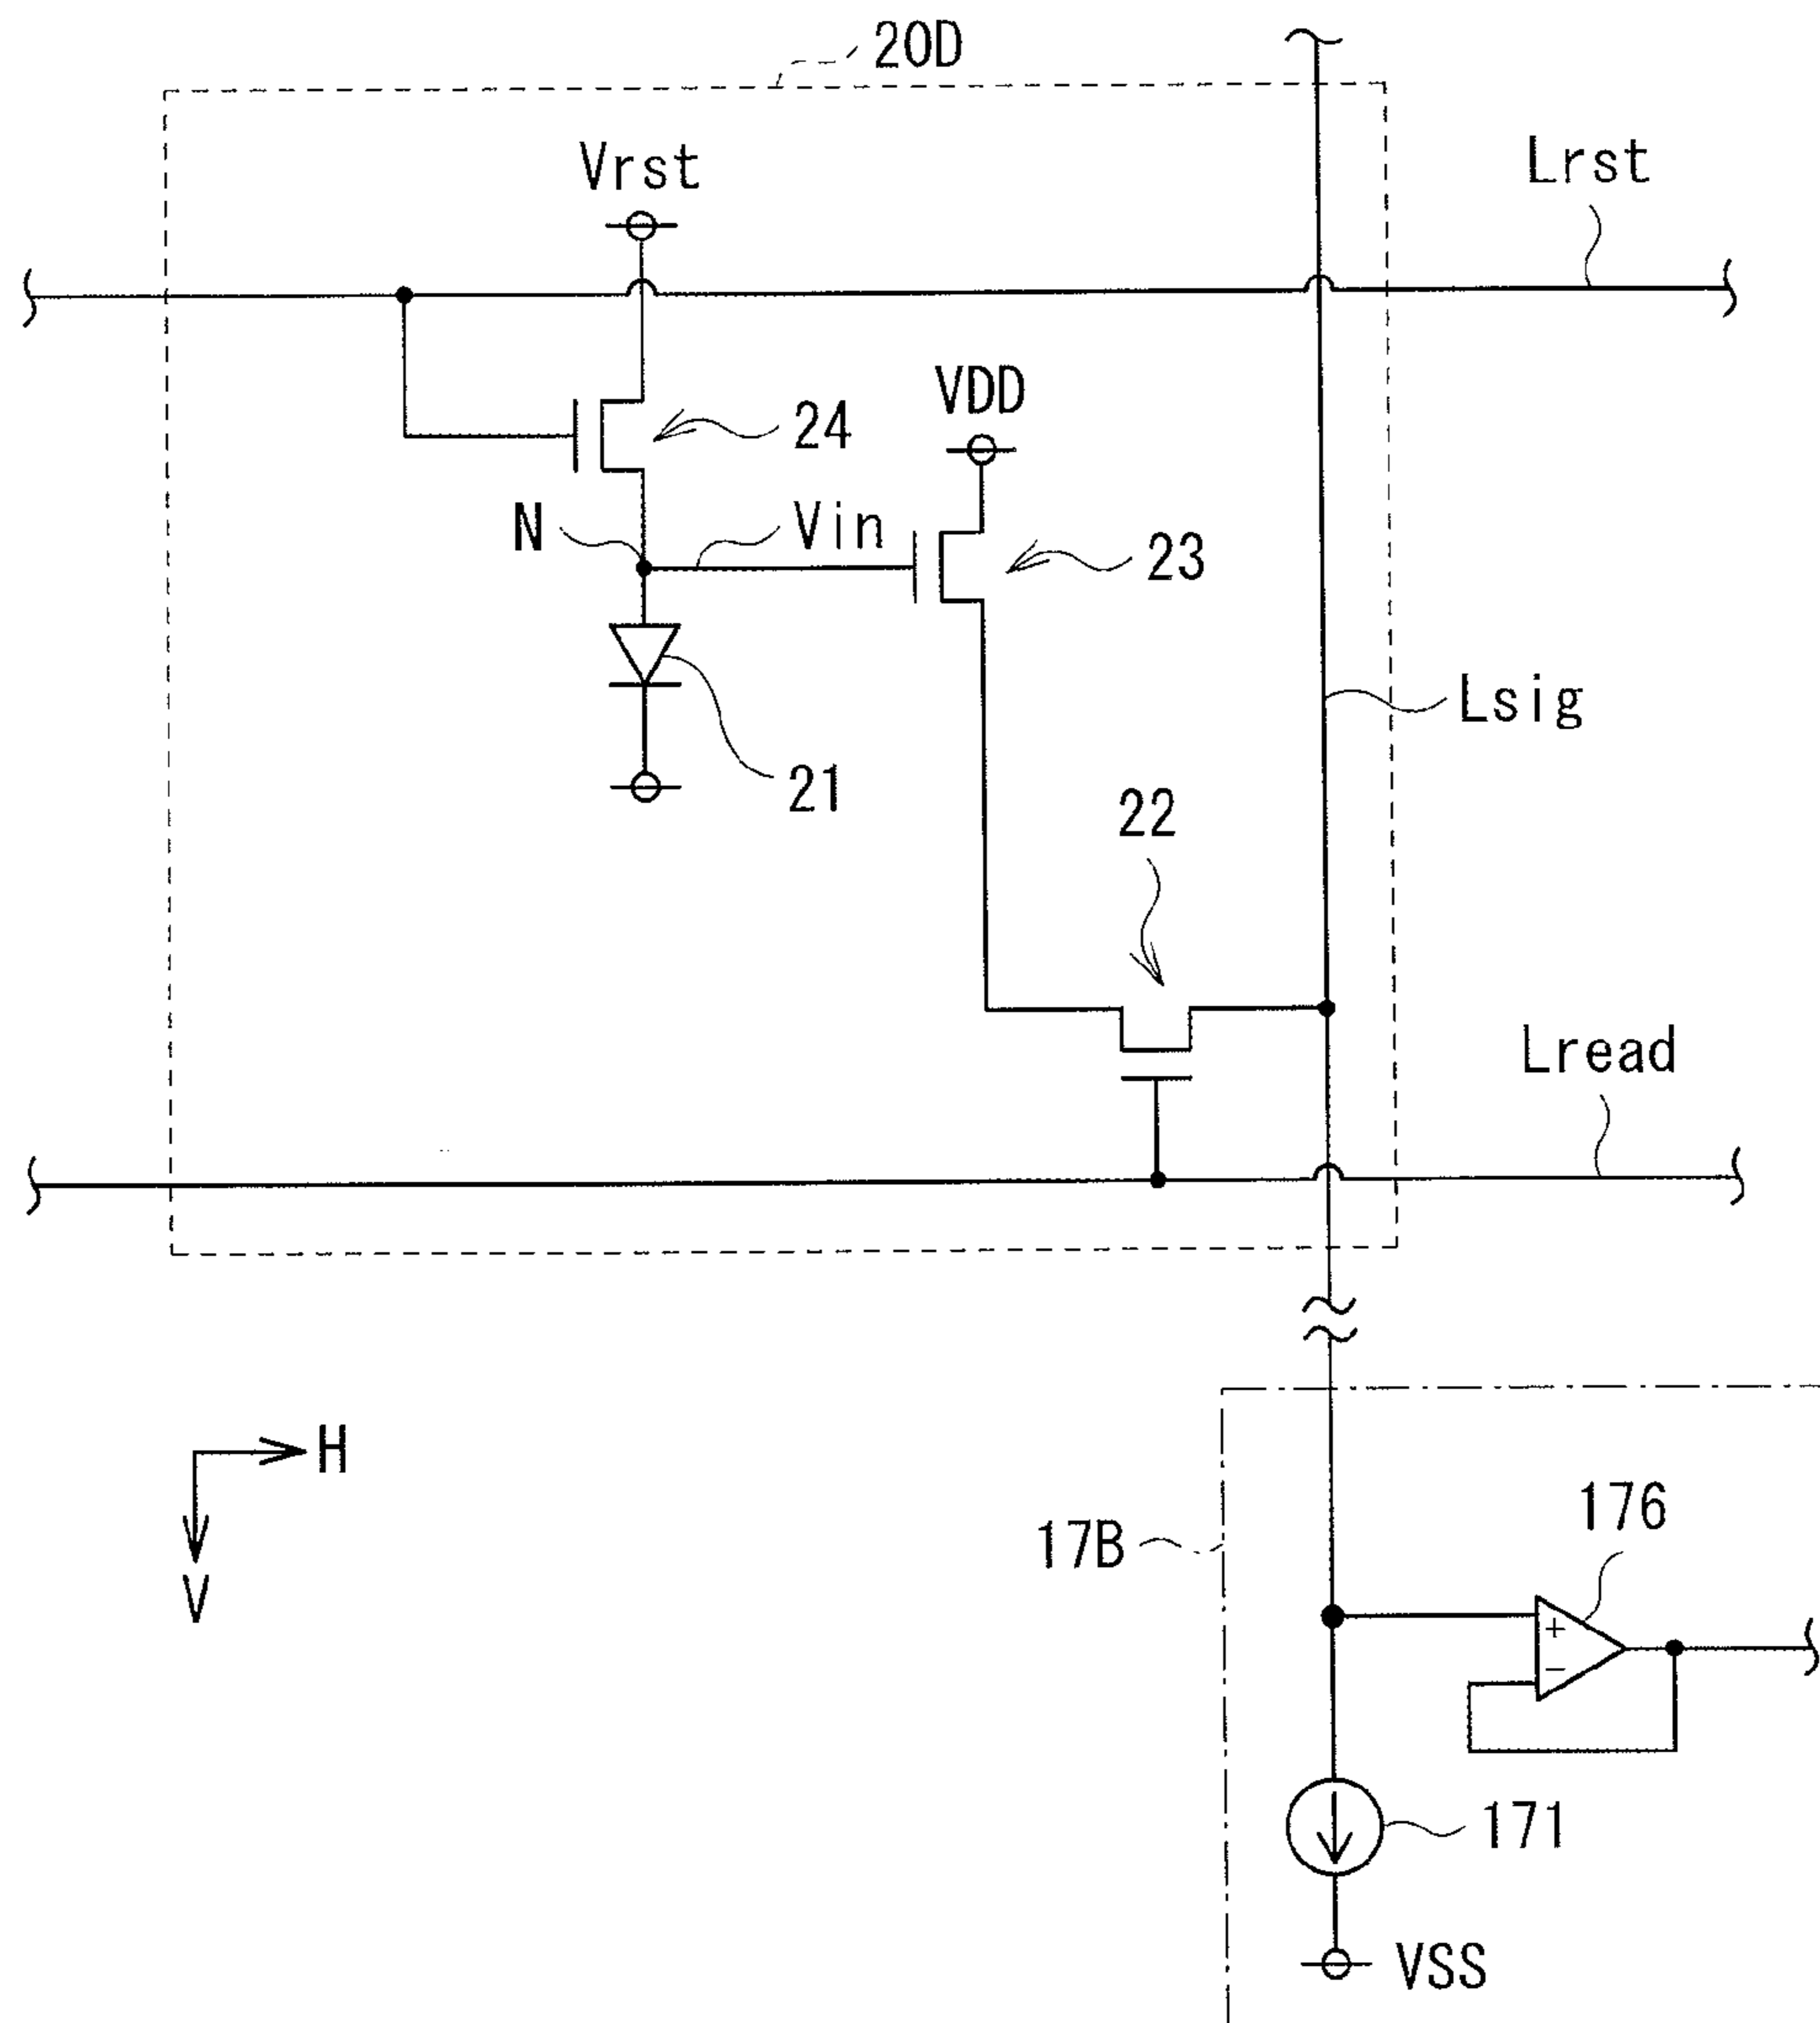 20D
Vrst
Lrst
VDD
24
N
Vin
23
Lsig
21
22
Lread
H
V
17B
176
+
−
171
VSS